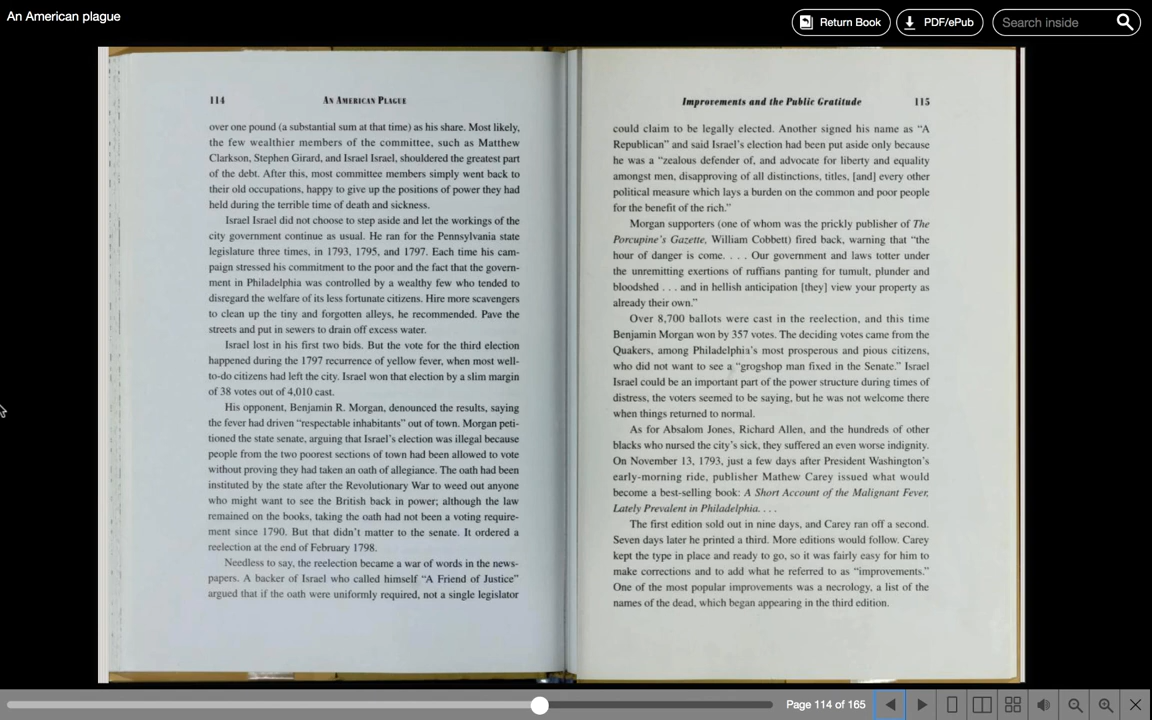 An American plague
Return Book
PDF/ePub
Search inside
114 AN AMERICAN PLAGUE
over one pound (a substantial sum at that time) as his share. Most likely,
the few wealthier members of the committee, such as Matthew
Clarkson, Stephen Girard, and Israel Israel, shouldered the greatest part
of the debt. After this, most committee members simply went back to
their old occupations, happy to give up the positions of power they had
held during the terrible time of death and sickness.
Israel Israel did not choose to step aside and let the workings of the
city government continue as usual. He ran for the Pennsylvania state
legislature three times, in 1793, 1795, and 1797. Each time his cam-
paign stressed his commitment to the poor and the fact that the govern-
ment in Philadelphia was controlled by a wealthy few who tended to
disregard the welfare of its less fortunate citizens. Hire more scavengers
to clean up the tiny and forgotten alleys, he recommended. Pave the
streets and put in sewers to drain off excess water.
Israel lost in his first two bids. But the vote for the third election
happened during the 1797 recurrence of yellow fever, when most well-
to-do citizens had left the city. Israel won that election by a slim margin
of 38 votes out of 4,010 cast.
His opponent, Benjamin R. Morgan, denounced the results, saying
the fever had driven “respectable inhabitants” out of town. Morgan peti-
tioned the state senate, arguing that Israel's election was illegal because
people from the two poorest sections of town had been allowed to vote
without proving they had taken an oath of allegiance. The oath had been
instituted by the state after the Revolutionary War to weed out anyone
who might want to see the British back in power; although the law
remained on the books, taking the oath had not been a voting require-
ment since 1790. But that didn't matter to the senate. It ordered a
reelection at the end of February 1798.
Needless to say, the reelection became a war of words in the news-
papers. A backer of Israel who called himself “A Friend of Justice”
argued that if the oath were uniformly required, not a single legislator
Improvements and the Public Gratitude 115
could claim to be legally elected. Another signed his name as “A
Republican” and said Israel's election had been put aside only because
he was a “zealous defender of, and advocate for liberty and equality
amongst men, disapproving of all distinctions, titles, [and] every other
political measure which lays a burden on the common and poor people
for the benefit of the rich.”
Morgan supporters (one of whom was the prickly publisher of The
Porcupine's Gazette, William Cobbett) fired back, warning that “the
hour of danger is come. . . . Our government and laws totter under
the unremitting exertions of ruffians panting for tumult, plunder and
bloodshed . . . and in hellish anticipation [they] view your property as
already their own.”
Over 8,700 ballots were cast in the reelection, and this time
Benjamin Morgan won by 357 votes. The deciding votes came from the
Quakers, among Philadelphia's most prosperous and pious citizens,
who did not want to see a “grogshop man fixed in the Senate.” Israel
Israel could be an important part of the power structure during times of
distress, the voters seemed to be saying, but he was not welcome there
when things returned to normal.
As for Absalom Jones, Richard Allen, and the hundreds of other
blacks who nursed the city's sick, they suffered an even worse indignity.
On November 13, 1793, just a few days after President Washington's
early-morning ride, publisher Mathew Carey issued what would
become a best-selling book: A Short Account of the Malignant Fever,
Lately Prevalent in Philadelphia. . . .
The first edition sold out in nine days, and Carey ran off a second.
Seven days later he printed a third. More editions would follow. Carey
kept the type in place and ready to go, so it was fairly easy for him to
make corrections and to add what he referred to as “improvements.”
One of the most popular improvements was a necrology, a list of the
names of the dead, which began appearing in the third edition.
Page 114 of 165